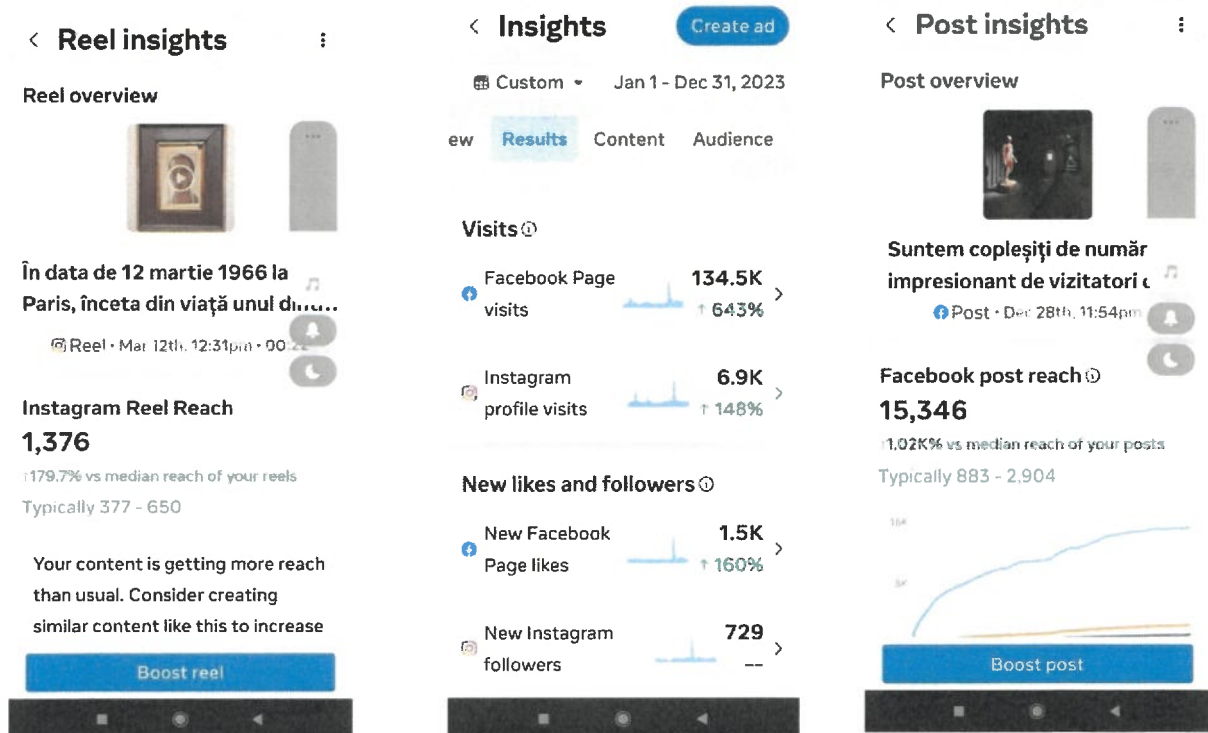 Reel insights
Reel overview
În data de 12 martie 1966 la
Paris, înceta din viață unul
Reel · Mar 12th, 12:31pm ·
Instagram Reel Reach
1,376
↑179.7% vs median reach of your reels
Typically 377 - 650
Your content is getting more reach
than usual. Consider creating
similar content like this to increase
Boost reel
Insights
Create ad
Custom
Jan 1 - Dec 31, 2023
ew Results Content Audience
Visits
Facebook Page
visits
134.5K
↑ 643%
Instagram
profile visits
6.9K
↑ 148%
New likes and followers
New Facebook
Page likes
1.5K
↑ 160%
New Instagram
followers
729
--
Post insights
Post overview
Suntem copleșiți de număr
impresionant de vizitatori
Post · Dec 28th, 11:54pm
Facebook post reach
15,346
↑1.02K% vs median reach of your posts
Typically 883 - 2,904
Boost post